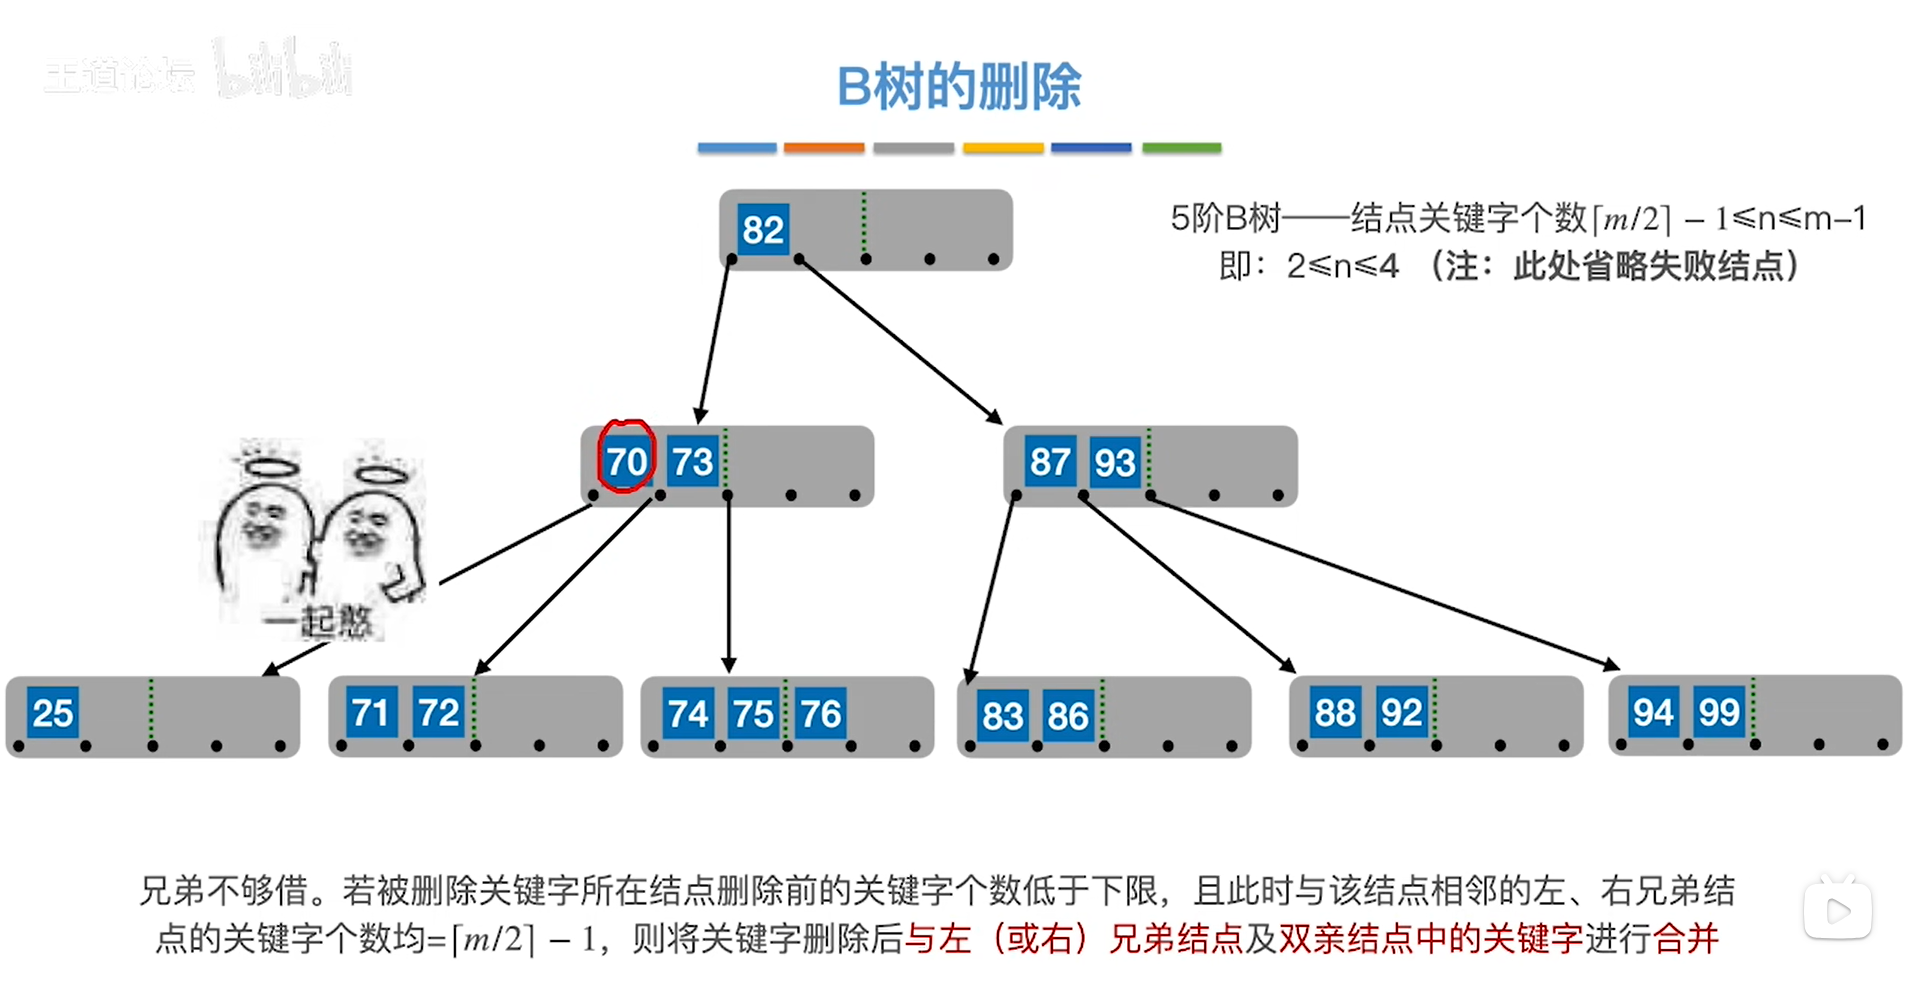 王道论坛 bilibili
B树的删除
82
5阶B树——结点关键字个数⌈m/2⌉ − 1≤n≤m−1
即：2≤n≤4 （注：此处省略失败结点）
70 73
87 93
一起憨
25
71 72
74 75 76
83 86
88 92
94 99
兄弟不够借。若被删除关键字所在结点删除前的关键字个数低于下限，且此时与该结点相邻的左、右兄弟结
点的关键字个数均=⌈m/2⌉ − 1，则将关键字删除后与左（或右）兄弟结点及双亲结点中的关键字进行合并